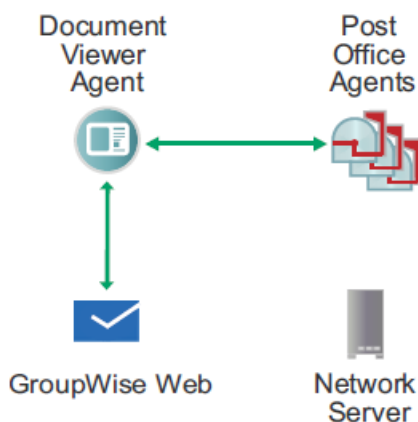 Document
Viewer
Agent
Post
Office
Agents
GroupWise Web
Network
Server